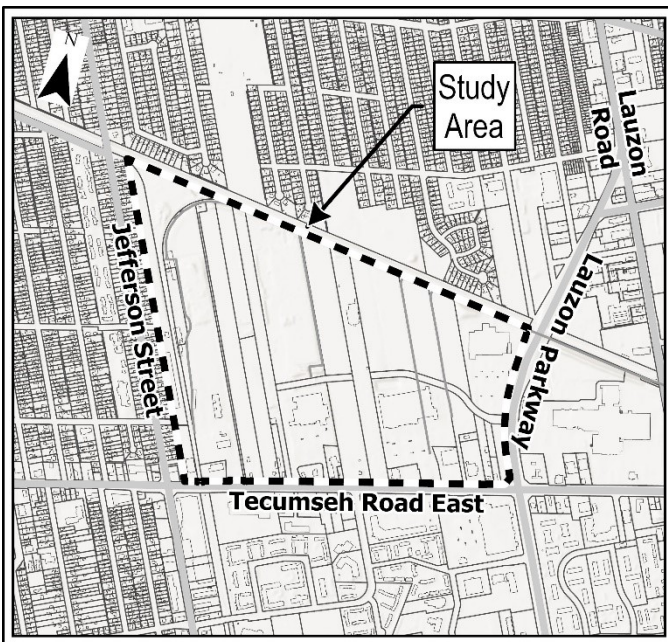 N
Study
Area
Lauzon
Road
Jefferson Street
Lauzon Parkway
Tecumseh Road East